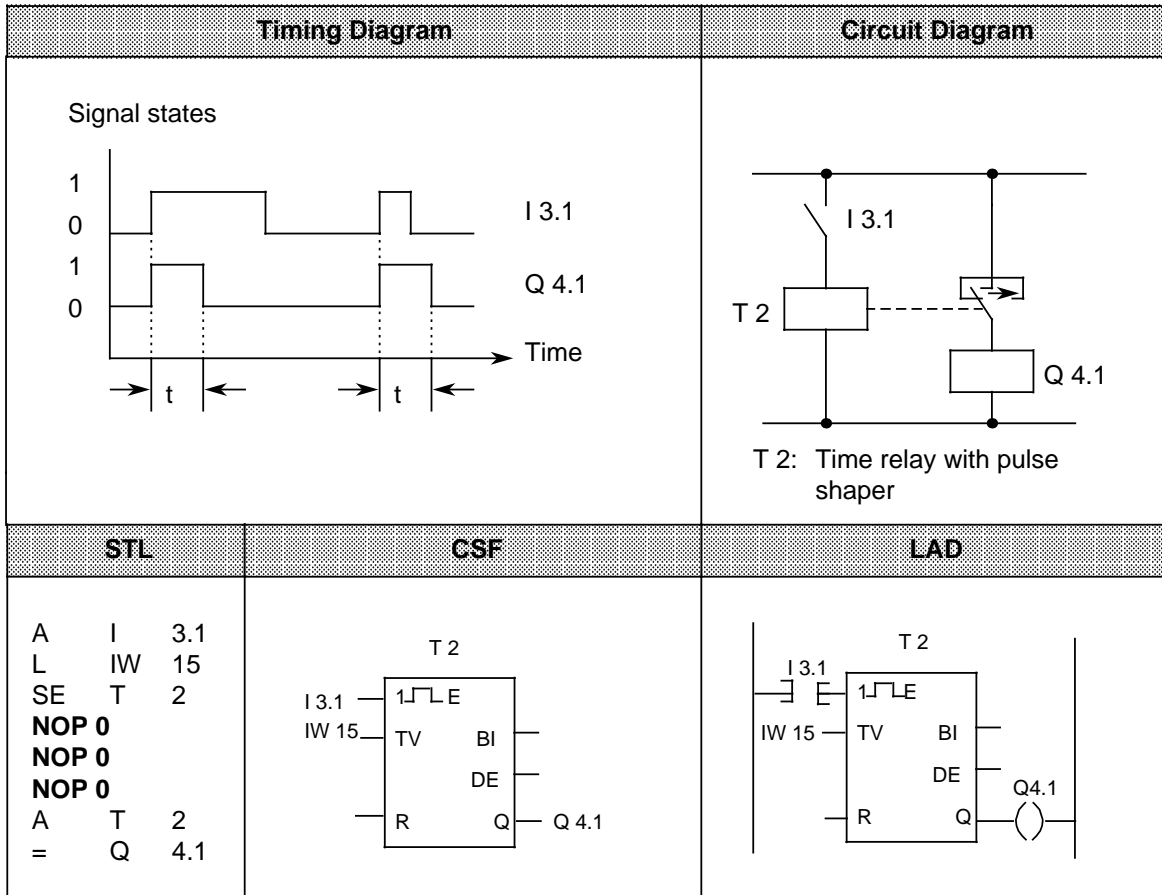 Timing Diagram
Circuit Diagram
Signal states
1
0
I 3.1
1
0
Q 4.1
Time
t
t
I 3.1
T 2
Q 4.1
T 2: Time relay with pulse
shaper
STL
CSF
LAD
A I 3.1
L IW 15
SE T 2
NOP 0
NOP 0
NOP 0
A T 2
= Q 4.1
T 2
I 3.1
1 E
IW 15
TV BI
DE
R Q Q 4.1
T 2
I 3.1
1 E
IW 15
TV BI
DE
Q4.1
R Q